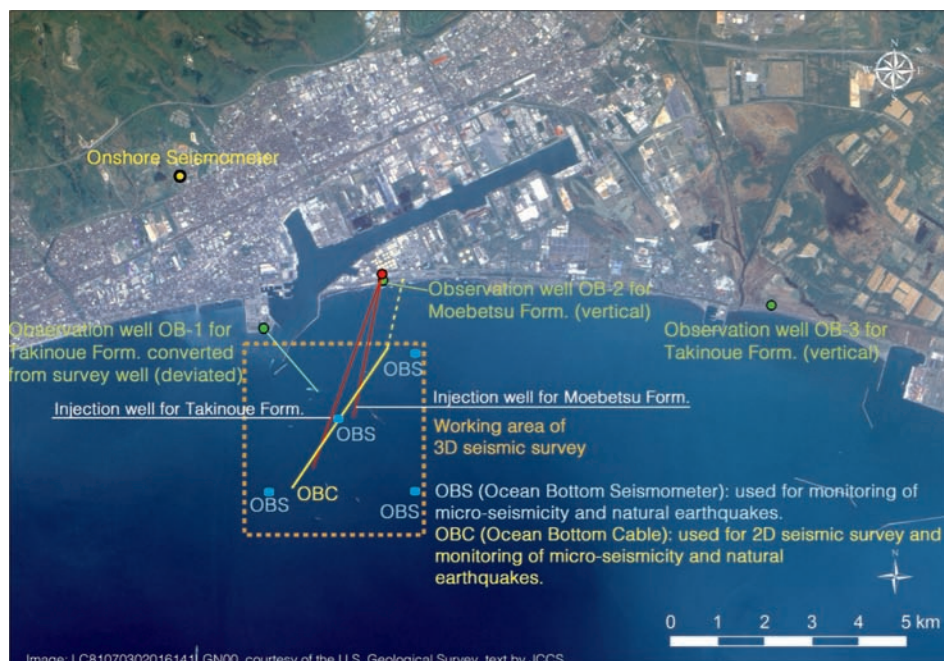 N
W
Onshore Seismometer
Observation well OB-2 for
Moebetsu Form. (vertical)
Observation well OB-1 for
Takinoue Form. converted
from survey well (deviated)
Observation well OB-3 for
Takinoue Form. (vertical)
OBS
Injection well for Takinoue Form.
Injection well for Moebetsu Form.
OBS
Working area of
3D seismic survey
OBC
OBS
OBS
OBS (Ocean Bottom Seismometer): used for monitoring of
micro-seismicity and natural earthquakes.
OBC (Ocean Bottom Cable): used for 2D seismic survey and
monitoring of micro-seismicity and natural
earthquakes.
N
0 1 2 3 4 5 km
GN00, courtesy of the U.S. Geological Survey, text by JCCS